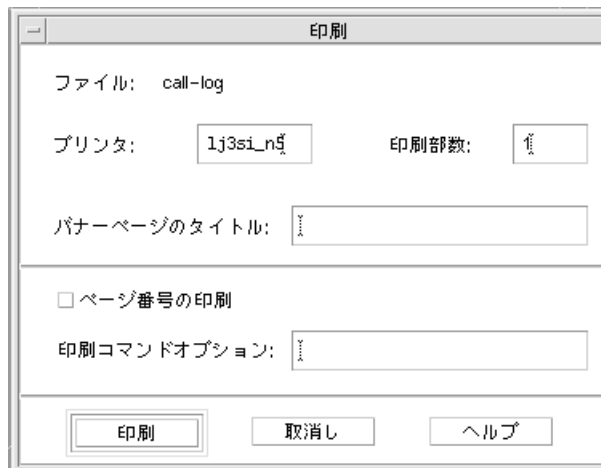 印刷
ファイル: call-log
プリンタ: lj3si_n5 印刷部数: 1
バナーページのタイトル:
ページ番号の印刷
印刷コマンドオプション:
印刷 取消し ヘルプ